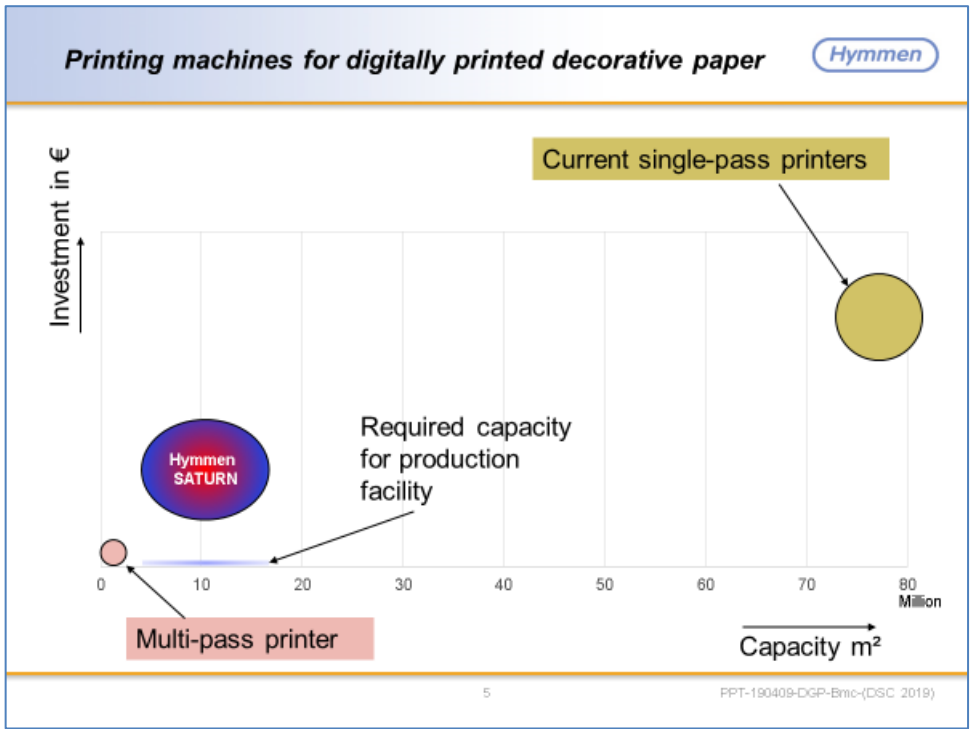 Printing machines for digitally printed decorative paper
Hymmen
Investment in €
Current single-pass printers
Required capacity
for production
facility
Hymmen
SATURN
0 10 20 30 40 50 60 70 80
Million
Multi-pass printer
Capacity m²
5
PPT-190409-DGP-Bmc-(DSC 2019)